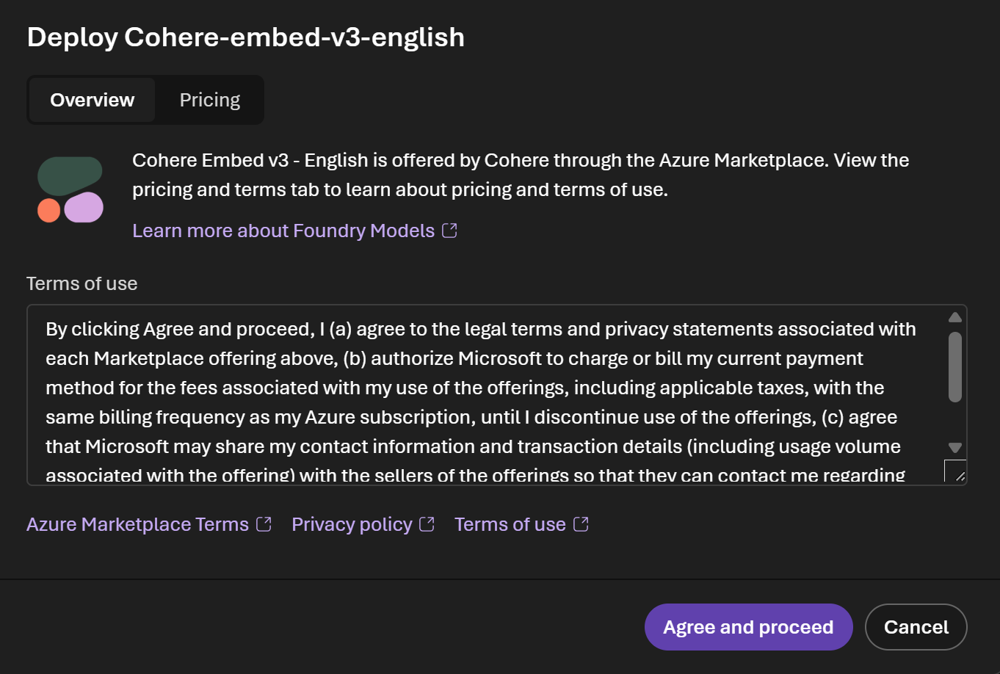 Deploy Cohere-embed-v3-english
Overview
Pricing
Cohere Embed v3 - English is offered by Cohere through the Azure Marketplace. View the
pricing and terms tab to learn about pricing and terms of use.
Learn more about Foundry Models
Terms of use
By clicking Agree and proceed, I (a) agree to the legal terms and privacy statements associated with
each Marketplace offering above, (b) authorize Microsoft to charge or bill my current payment
method for the fees associated with my use of the offerings, including applicable taxes, with the
same billing frequency as my Azure subscription, until I discontinue use of the offerings, (c) agree
that Microsoft may share my contact information and transaction details (including usage volume
associated with the offering) with the sellers of the offerings so that they can contact me regarding
Azure Marketplace Terms
Privacy policy
Terms of use
Agree and proceed
Cancel